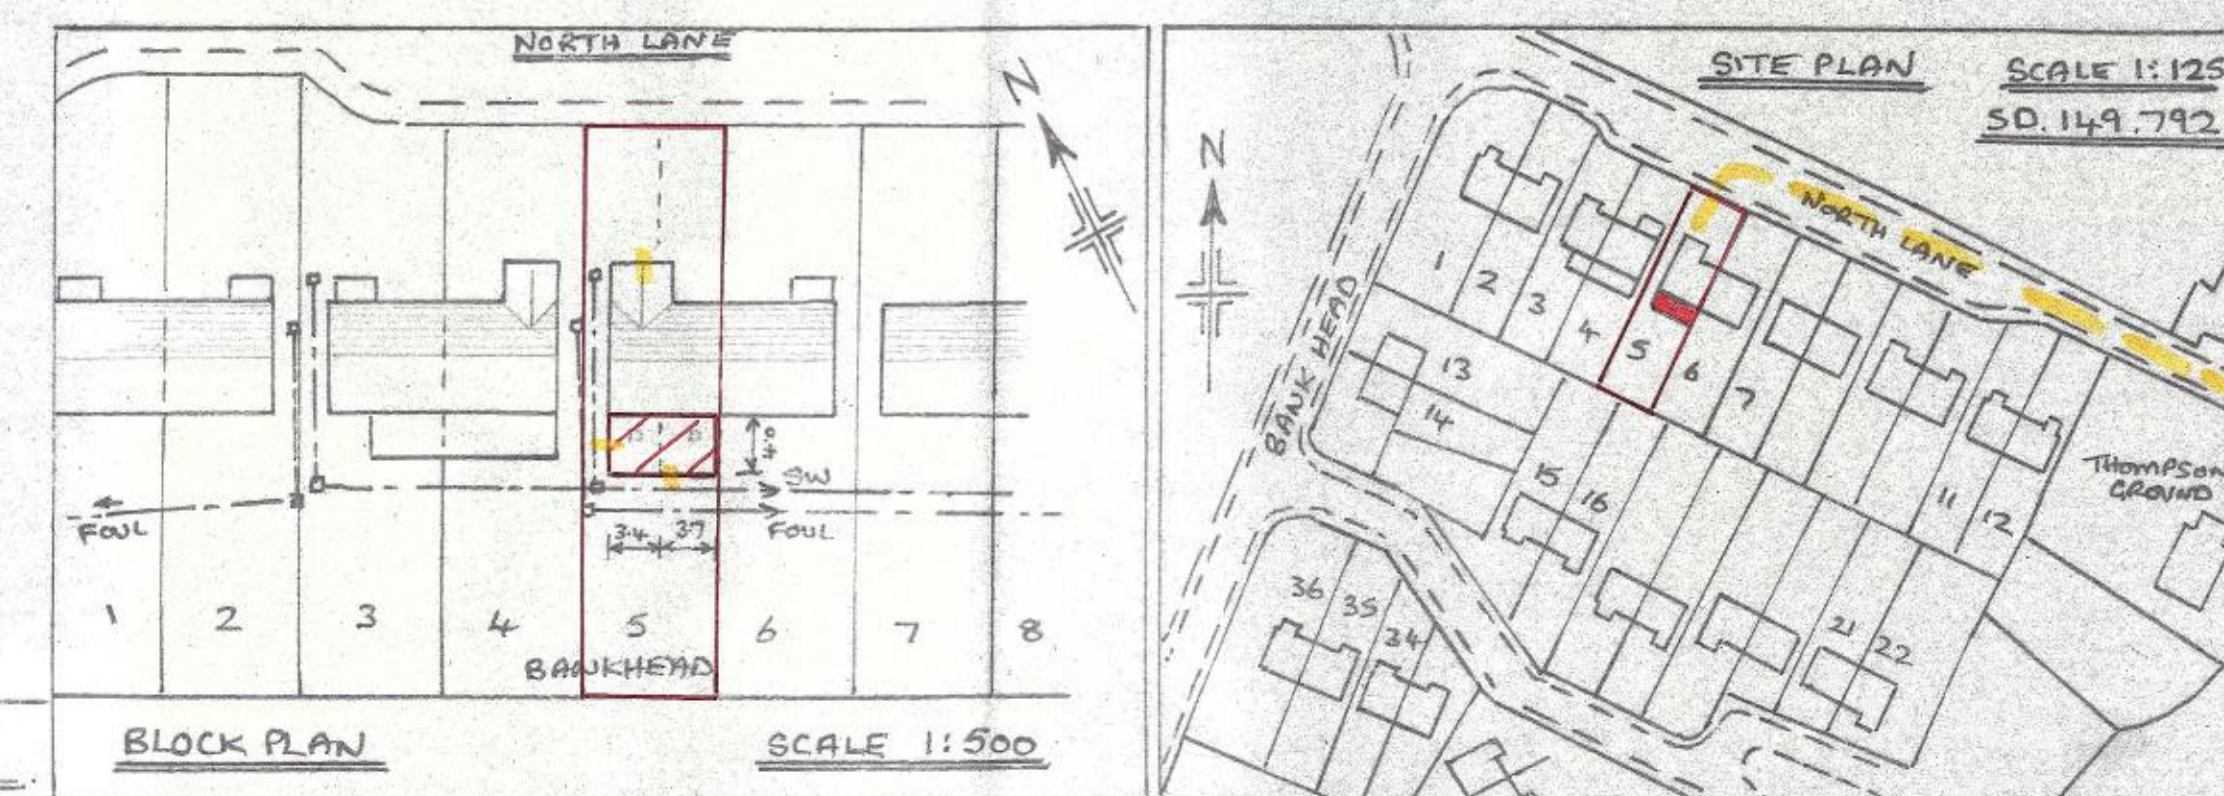 NORTH LANE
N
4.0
SW
FOUL
FOUL
3.4 3.7
1 2 3 4 5 6 7 8
BANKHEAD
BLOCK PLAN SCALE 1:500
SITE PLAN SCALE 1:125
SD.149.792
N
NORTH LANE
BANK HEAD
1
2
3
4
5
6
7
13
14
15
16
11
12
THOMPSON
GROUND
36
35
34
21
22